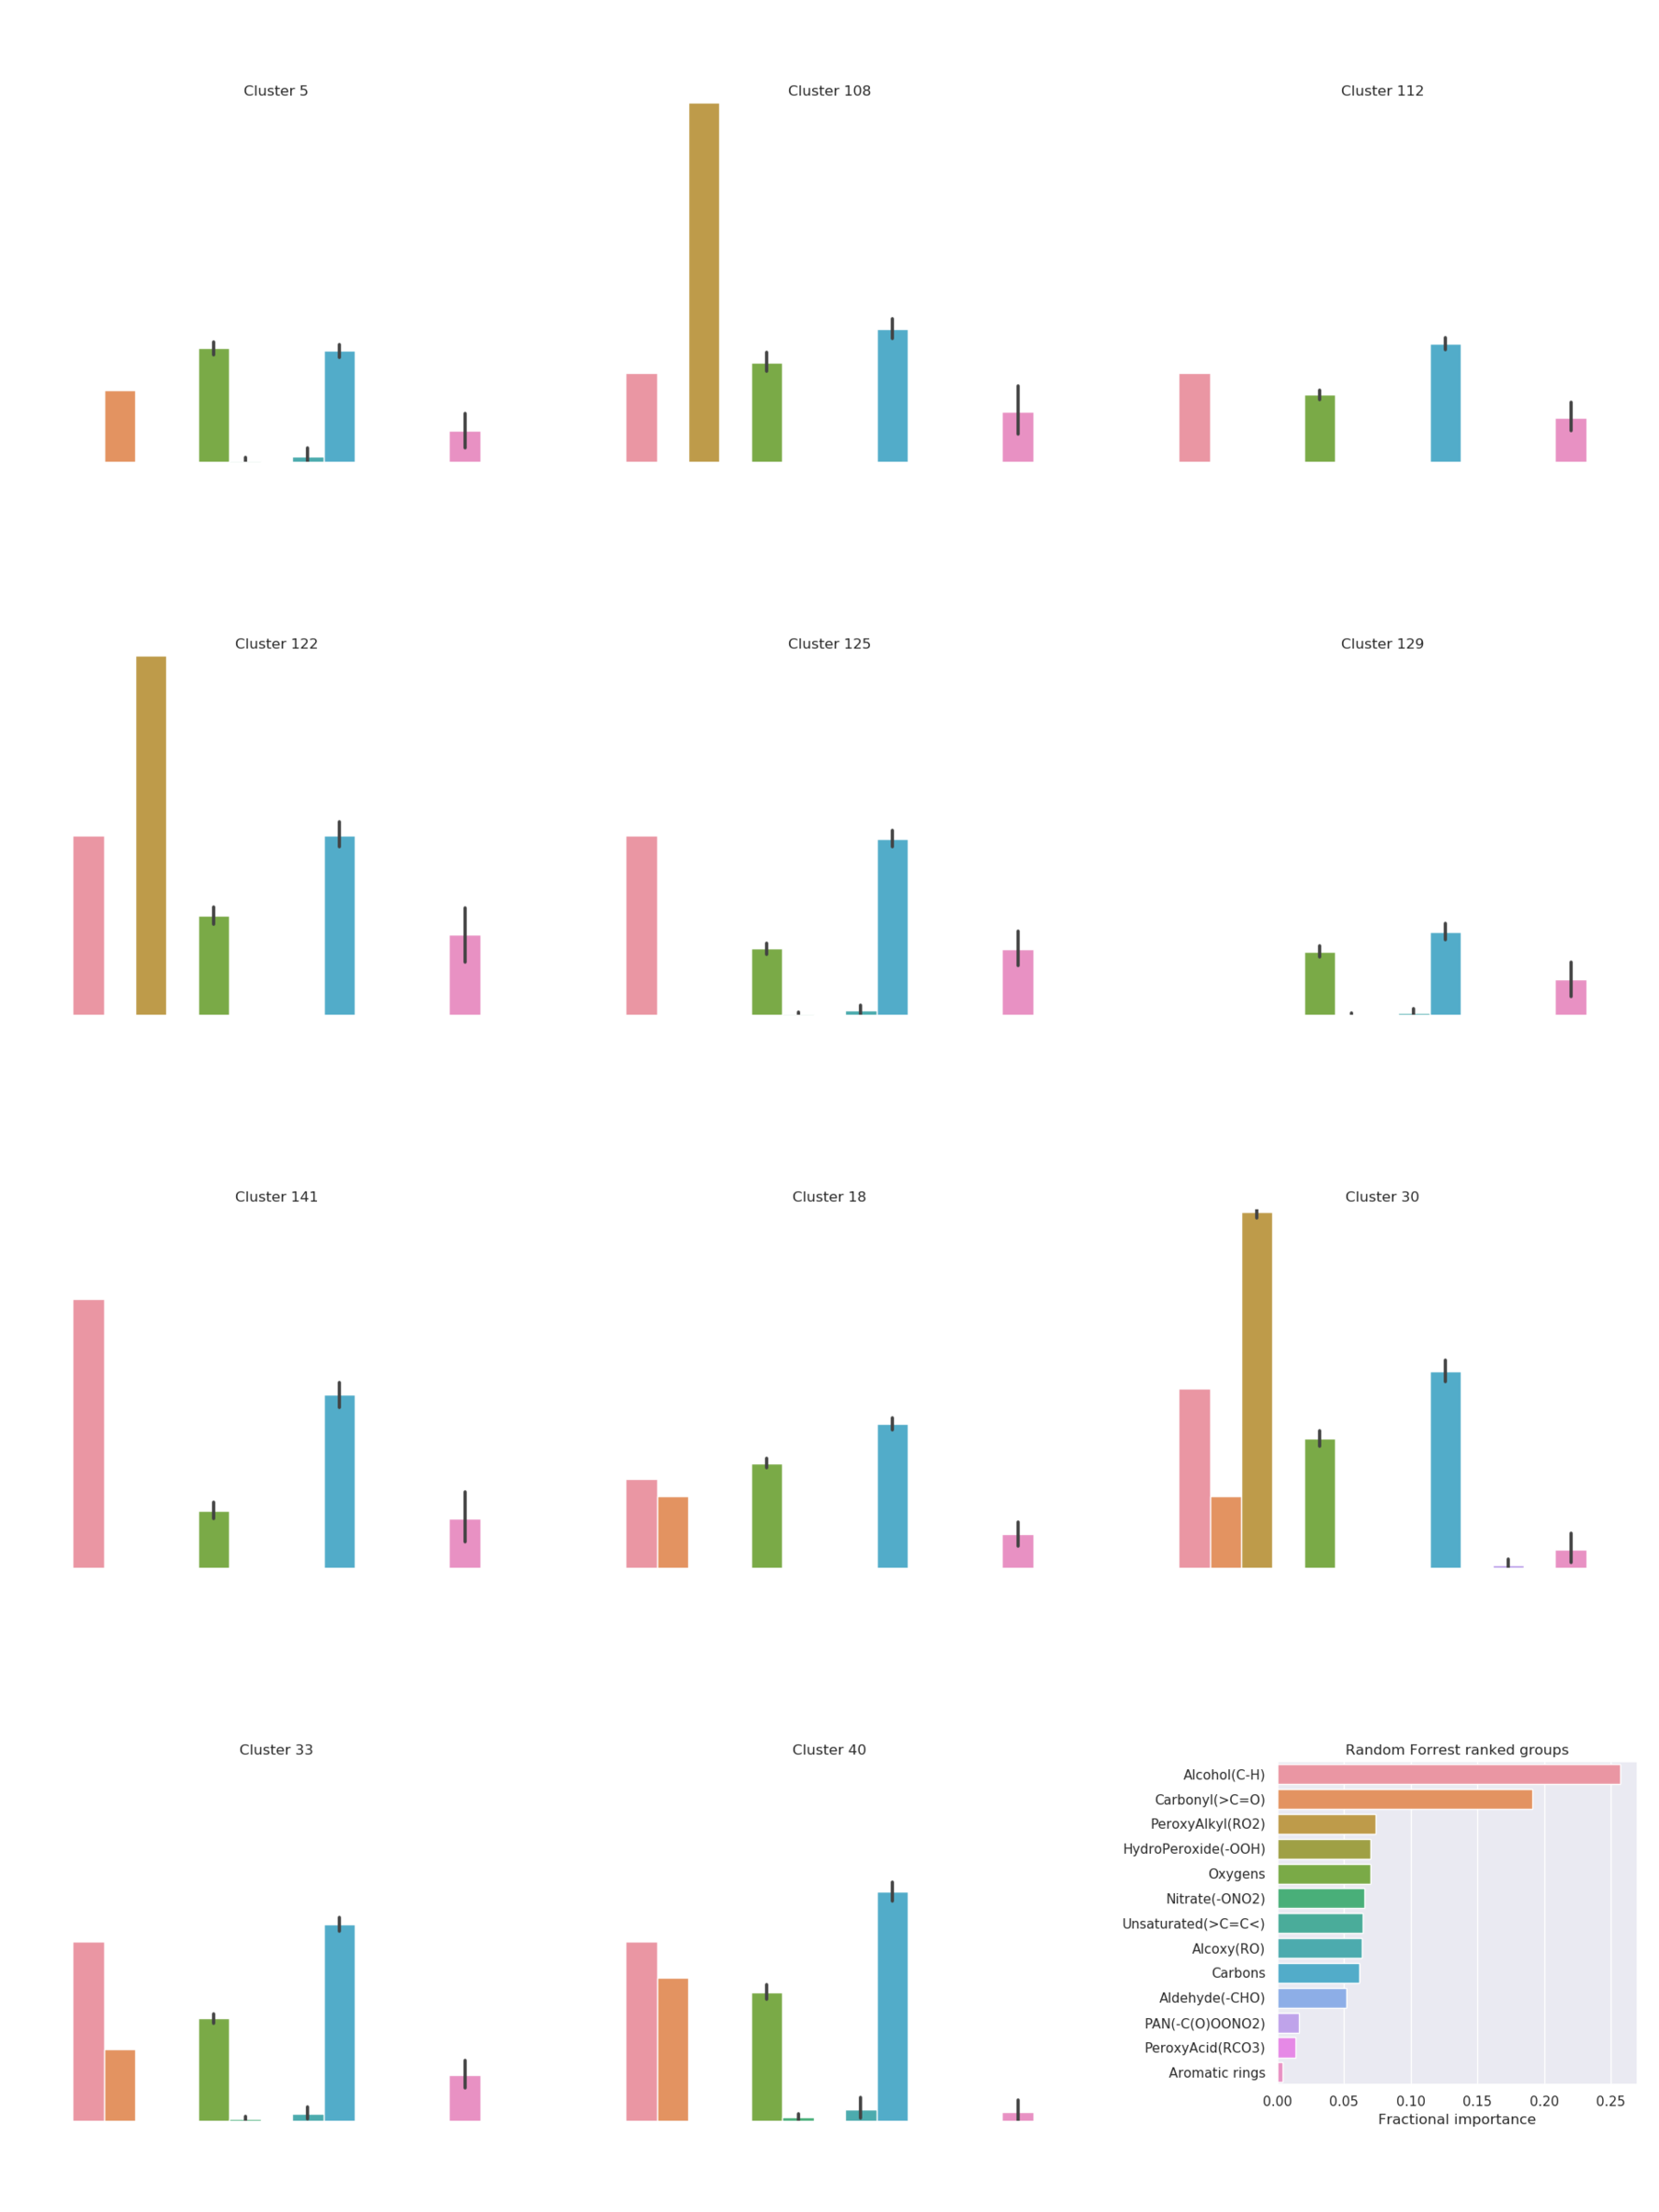 Cluster 5
Cluster 108
Cluster 112
Cluster 122
Cluster 125
Cluster 129
Cluster 141
Cluster 18
Cluster 30
Cluster 33
Cluster 40
Random Forrest ranked groups
Alcohol(C-H)
Carbonyl(>C=O)
PeroxyAlkyl(RO2)
HydroPeroxide(-OOH)
Oxygens
Nitrate(-ONO2)
Unsaturated(>C=C<)
Alcoxy(RO)
Carbons
Aldehyde(-CHO)
PAN(-C(O)OONO2)
PeroxyAcid(RCO3)
Aromatic rings
0.00 0.05 0.10 0.15 0.20 0.25
Fractional importance